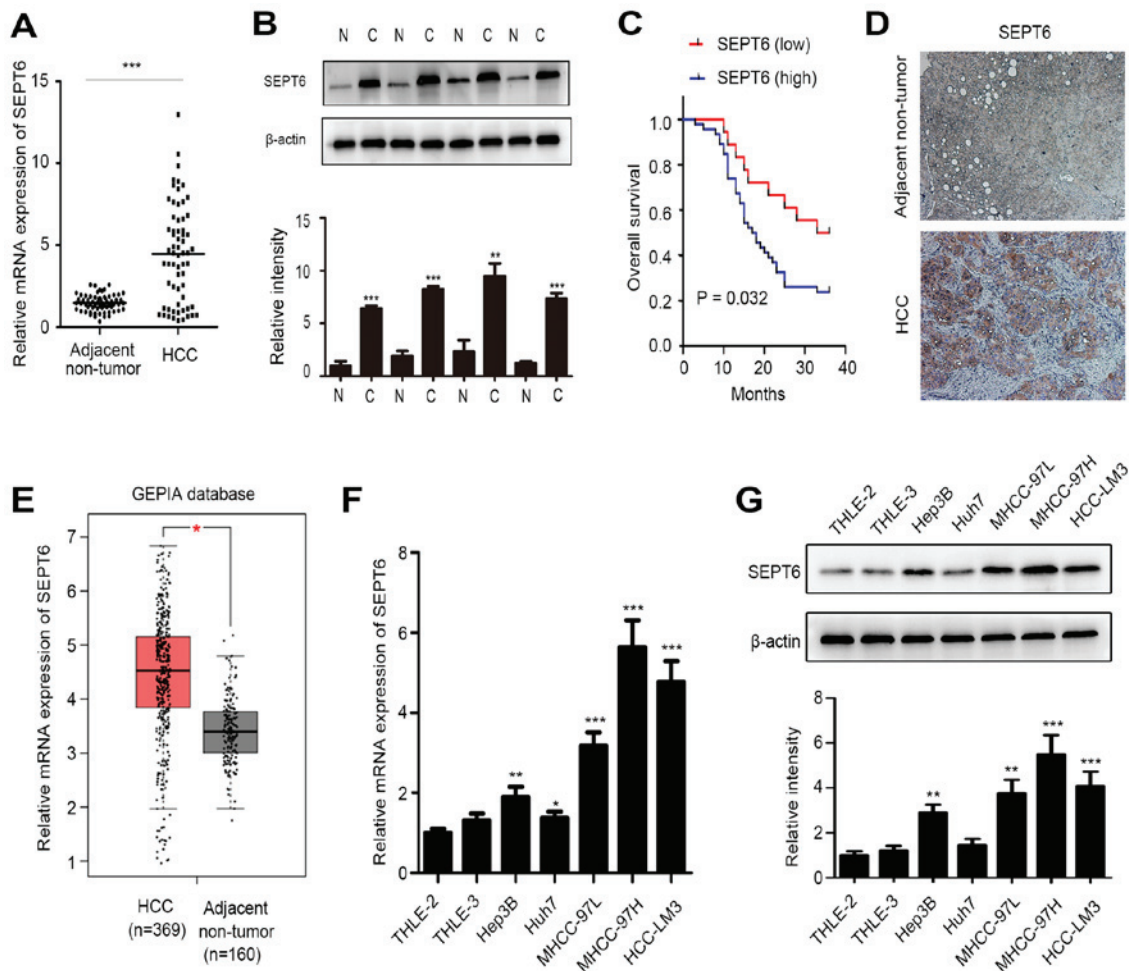 A
Relative mRNA expression of SEPT6
15
10
5
0
***
Adjacent
non-tumor
HCC
B
N C N C N C N C
SEPT6
β-actin
Relative intensity
15
10
5
0
*** *** ** ***
N C N C N C N C
C
SEPT6 (low)
SEPT6 (high)
Overall survival
1.0
0.8
0.6
0.4
0.2
0.0
P = 0.032
0 10 20 30 40
Months
D
SEPT6
Adjacent non-tumor
HCC
E
GEPIA database
Relative mRNA expression of SEPT6
7
6
5
4
3
2
1
*
HCC
(n=369)
Adjacent
non-tumor
(n=160)
F
Relative mRNA expression of SEPT6
8
6
4
2
0
** * *** *** ***
THLE-2
THLE-3
Hep3B
Huh7
MHCC-97L
MHCC-97H
HCC-LM3
G
THLE-2
THLE-3
Hep3B
Huh7
MHCC-97L
MHCC-97H
HCC-LM3
SEPT6
β-actin
Relative intensity
8
6
4
2
0
** ** *** ***
THLE-2
THLE-3
Hep3B
Huh7
MHCC-97L
MHCC-97H
HCC-LM3